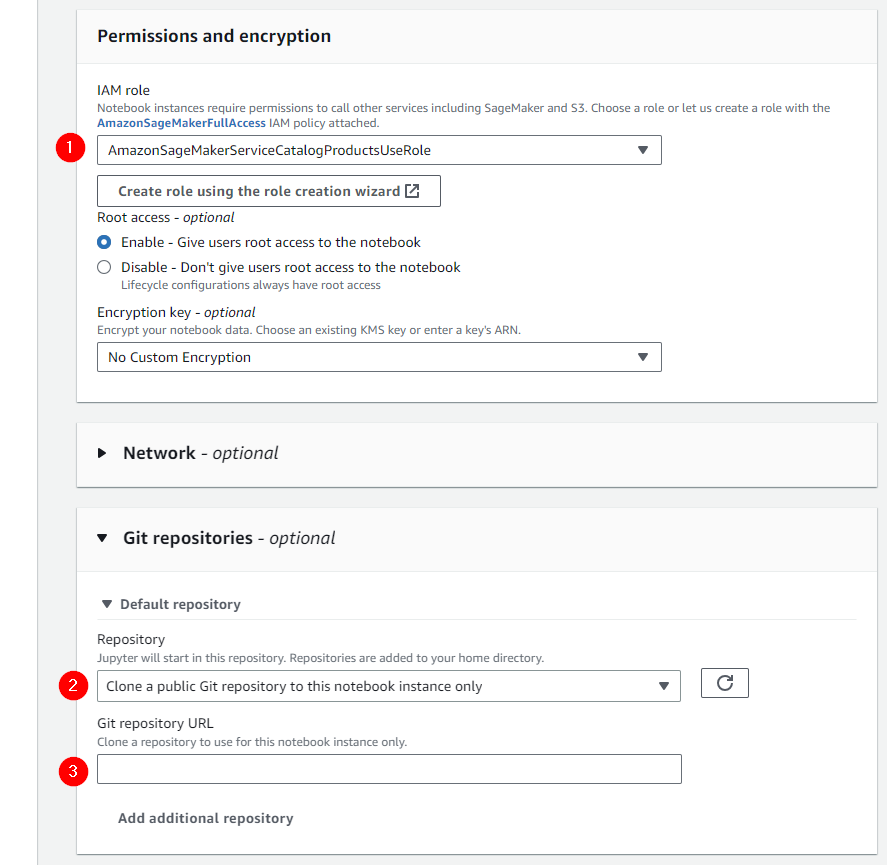 Permissions and encryption
IAM role
Notebook instances require permissions to call other services including SageMaker and S3. Choose a role or let us create a role with the
AmazonSageMakerFullAccess IAM policy attached.
1
AmazonSageMakerServiceCatalogProductsUseRole
Create role using the role creation wizard
Root access - optional
Enable - Give users root access to the notebook
Disable - Don't give users root access to the notebook
Lifecycle configurations always have root access
Encryption key - optional
Encrypt your notebook data. Choose an existing KMS key or enter a key's ARN.
No Custom Encryption
Network - optional
Git repositories - optional
Default repository
Repository
Jupyter will start in this repository. Repositories are added to your home directory.
2
Clone a public Git repository to this notebook instance only
Git repository URL
Clone a repository to use for this notebook instance only.
3
Add additional repository